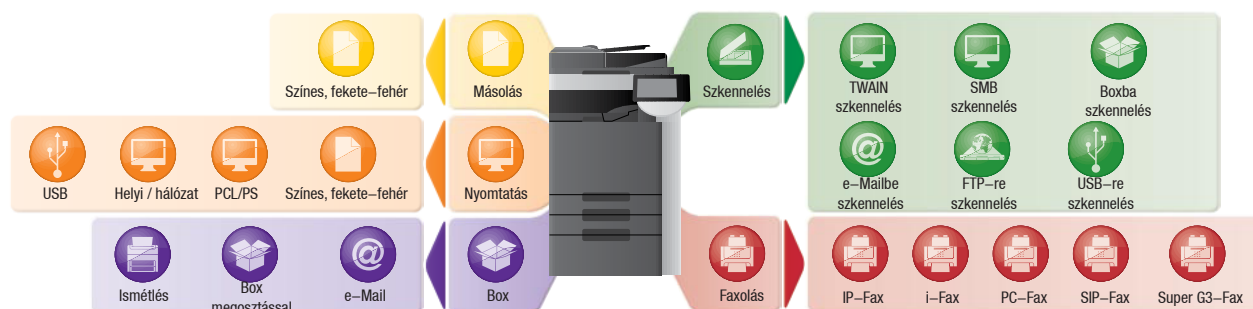 Színes, fekete–fehér
Másolás
Szkennelés
TWAIN
szkennelés
SMB
szkennelés
Boxba
szkennelés
USB
Helyi / hálózat
PCL/PS
Színes, fekete–fehér
Nyomtatás
e–Mailbe
szkennelés
FTP–re
szkennelés
USB–re
szkennelés
Ismétlés
Box
megosztással
e–Mail
Box
Faxolás
IP–Fax
i–Fax
PC–Fax
SIP–Fax
Super G3–Fax